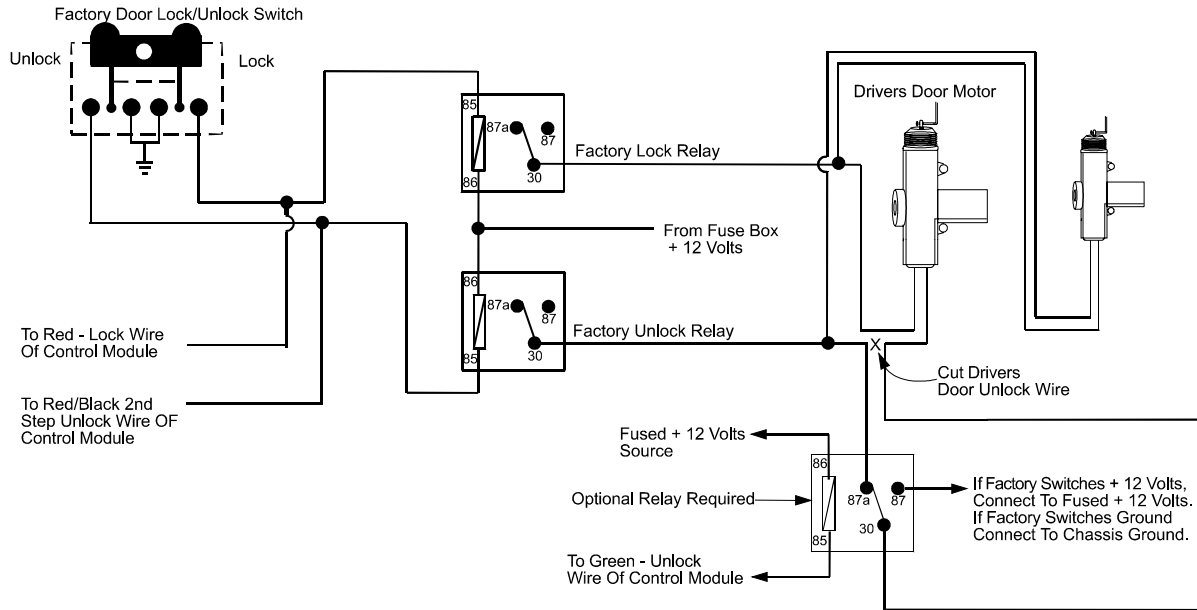 Factory Door Lock/Unlock Switch
Unlock
Lock
85
87a
87
86
30
Factory Lock Relay
Drivers Door Motor
From Fuse Box
+ 12 Volts
86
87a
87
85
30
Factory Unlock Relay
X
Cut Drivers
Door Unlock Wire
To Red - Lock Wire
Of Control Module
To Red/Black 2nd
Step Unlock Wire OF
Control Module
Fused + 12 Volts
Source
Optional Relay Required
86
87a
87
30
85
If Factory Switches + 12 Volts,
Connect To Fused + 12 Volts.
If Factory Switches Ground
Connect To Chassis Ground.
To Green - Unlock
Wire Of Control Module